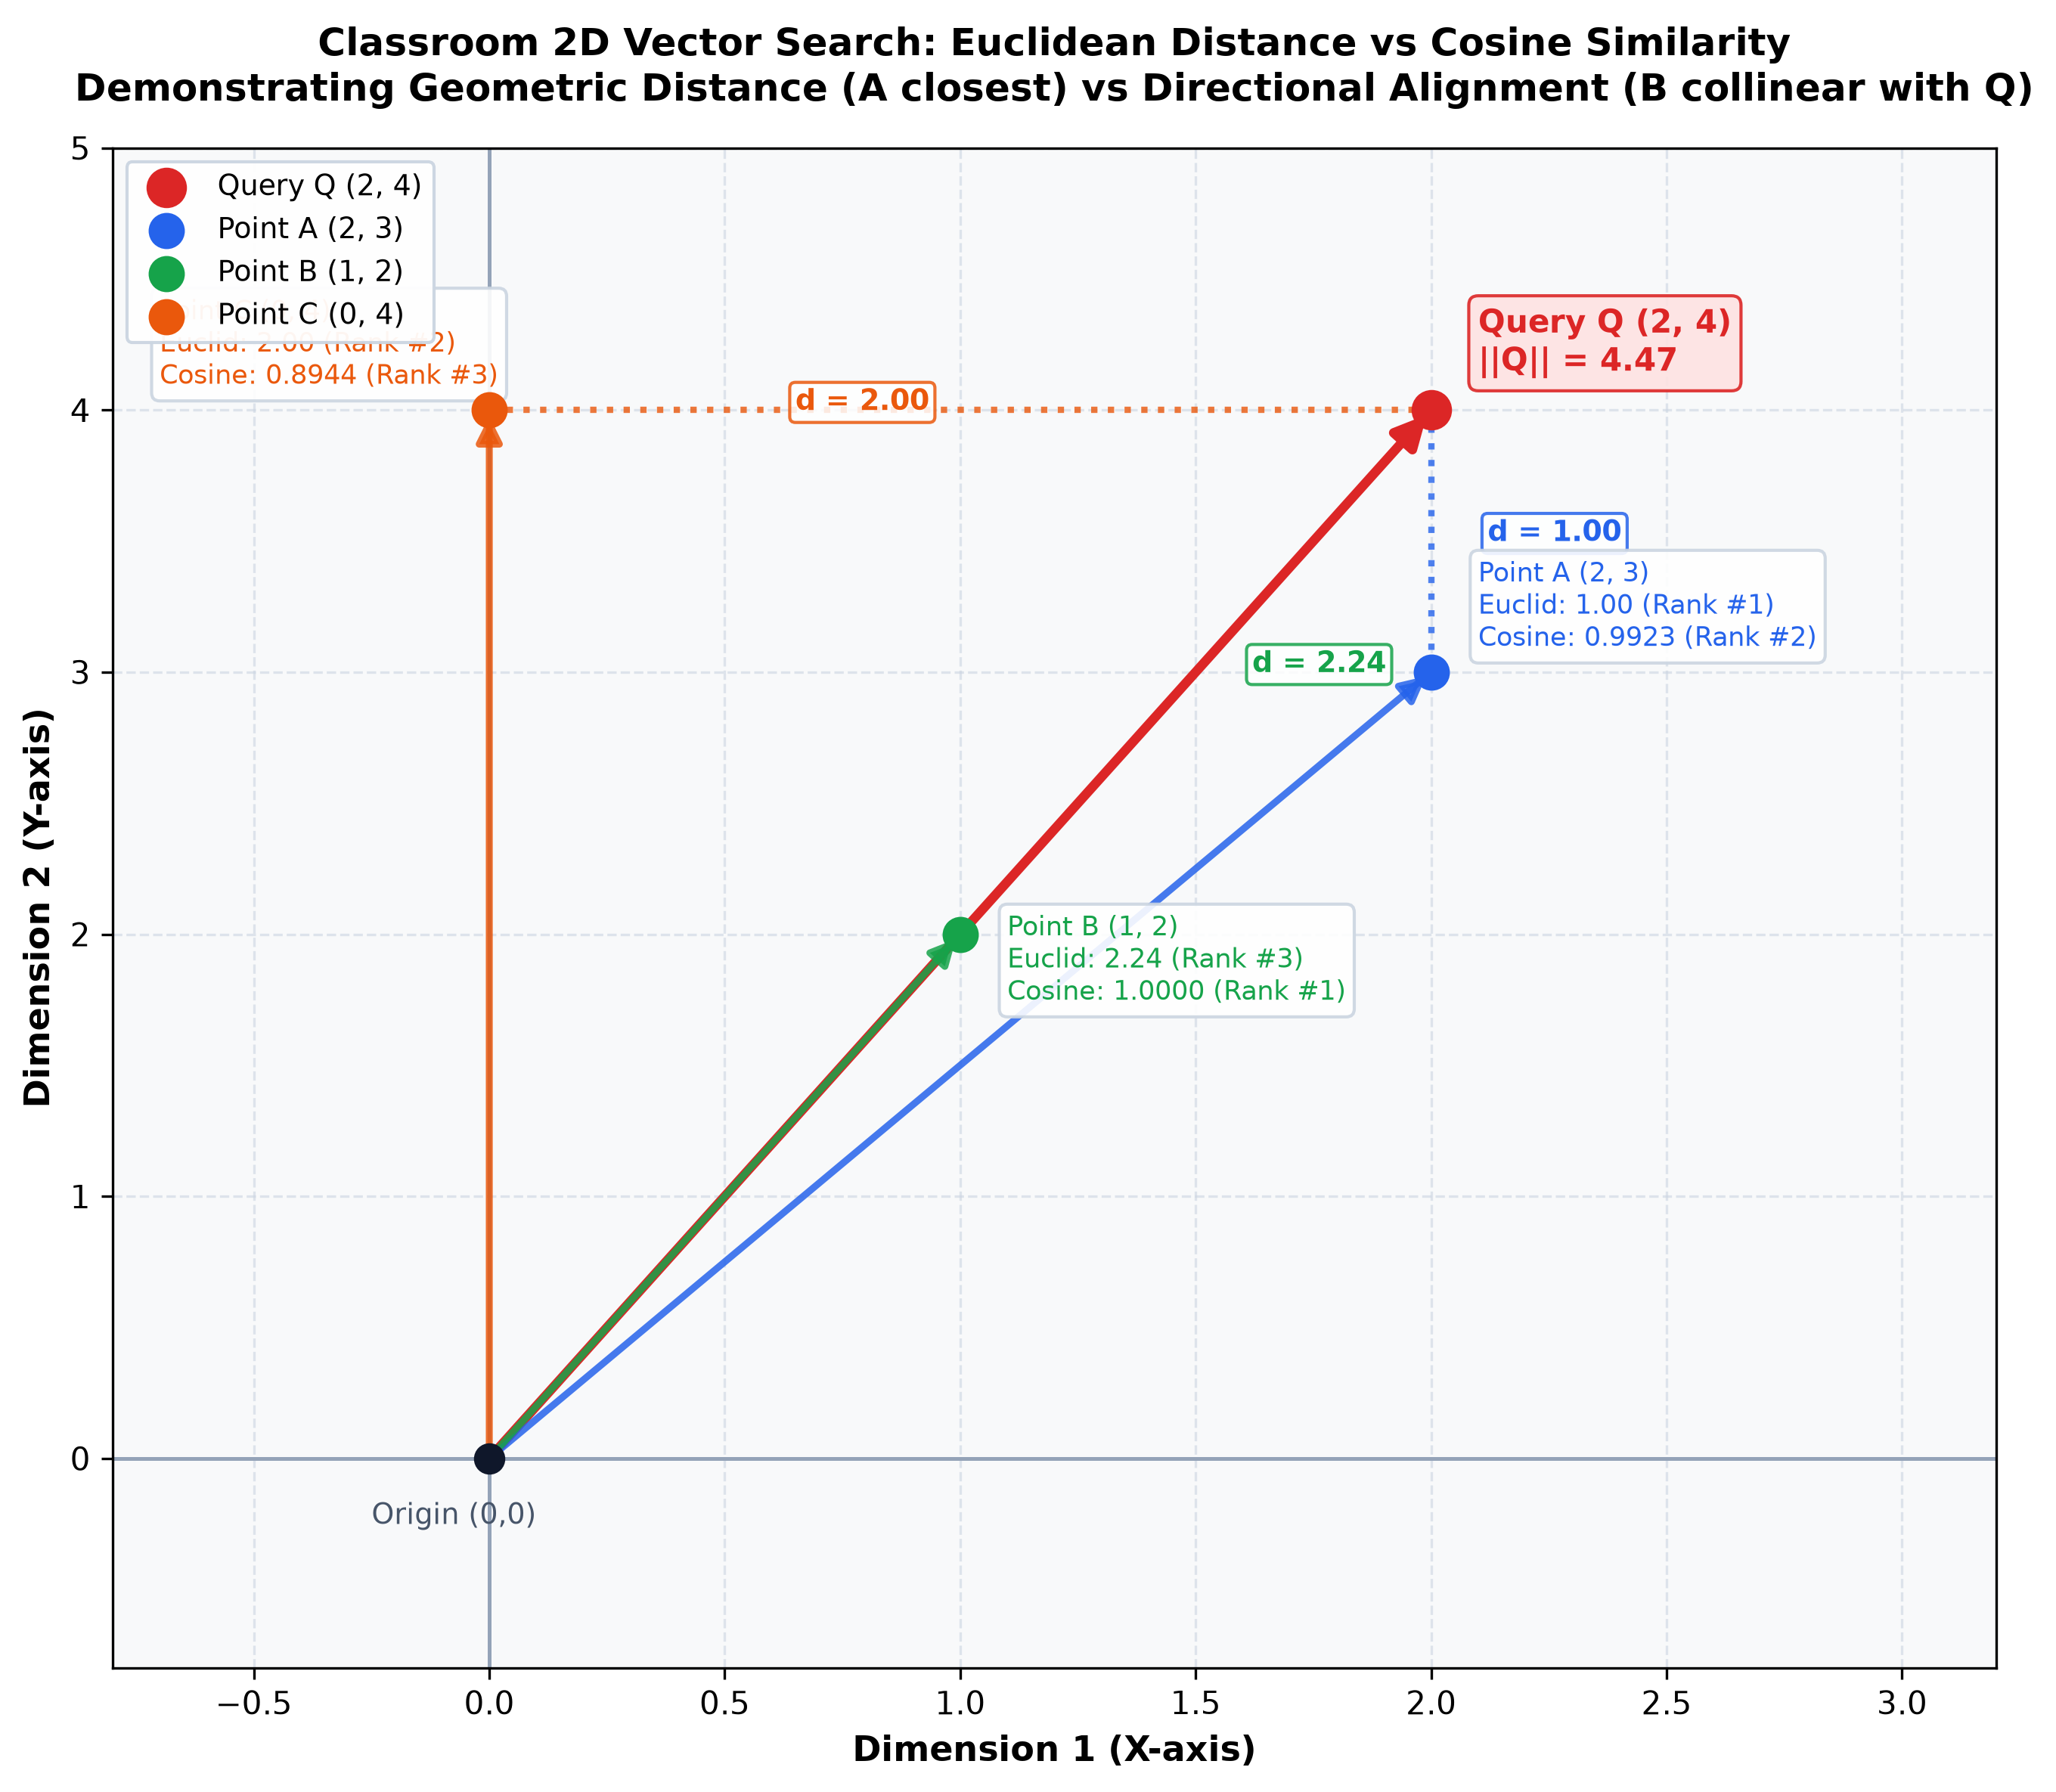 Classroom 2D Vector Search: Euclidean Distance vs Cosine Similarity
Demonstrating Geometric Distance (A closest) vs Directional Alignment (B collinear with Q)
5
4
3
2
1
0
Dimension 2 (Y-axis)
Query Q (2, 4)
Point A (2, 3)
Point B (1, 2)
Point C (0, 4)
Euclid: 2.00 (Rank #2)
Cosine: 0.8944 (Rank #3)
d = 2.00
Query Q (2, 4)
||Q|| = 4.47
d = 1.00
Point A (2, 3)
Euclid: 1.00 (Rank #1)
Cosine: 0.9923 (Rank #2)
d = 2.24
Point B (1, 2)
Euclid: 2.24 (Rank #3)
Cosine: 1.0000 (Rank #1)
Origin (0,0)
−0.5
0.0
0.5
1.0
1.5
2.0
2.5
3.0
Dimension 1 (X-axis)